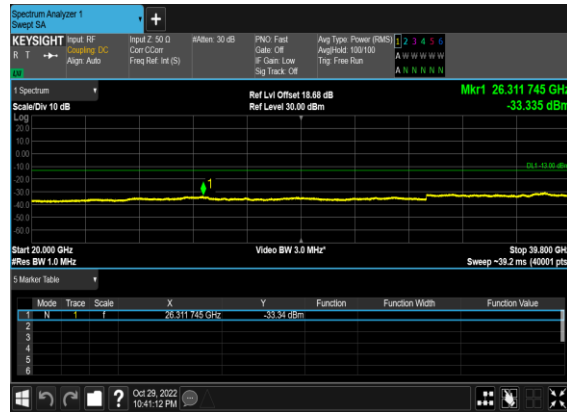 Spectrum Analyzer 1
Swept SA
+
KEYSIGHT Input: RF Input Z: 50 Ω #Atten: 30 dB PNO: Fast Avg Type: Power (RMS) 1 2 3 4 5 6
R T Coupling: DC Corr CCorr Gate: Off Avg|Hold: 100/100 A W W W W W
Align: Auto Freq Ref: Int (S) IF Gain: Low Trig: Free Run
Sig Track: Off A N N N N N
1 Spectrum Ref Lvl Offset 18.68 dB Mkr1 26.311 745 GHz
Scale/Div 10 dB Ref Level 30.00 dBm -33.335 dBm
Log
20.0
10.0
0.00
-10.0
DL1 -13.00 dBm
-20.0
1
-30.0
-40.0
-50.0
-60.0
Start 20.000 GHz Video BW 3.0 MHz* Stop 39.800 GHz
#Res BW 1.0 MHz Sweep ~39.2 ms (40001 pts)
5 Marker Table
Mode Trace Scale X Y Function Function Width Function Value
1 N 1 f 26.311 745 GHz -33.34 dBm
2
3
4
5
6
? Oct 29, 2022
10:41:12 PM